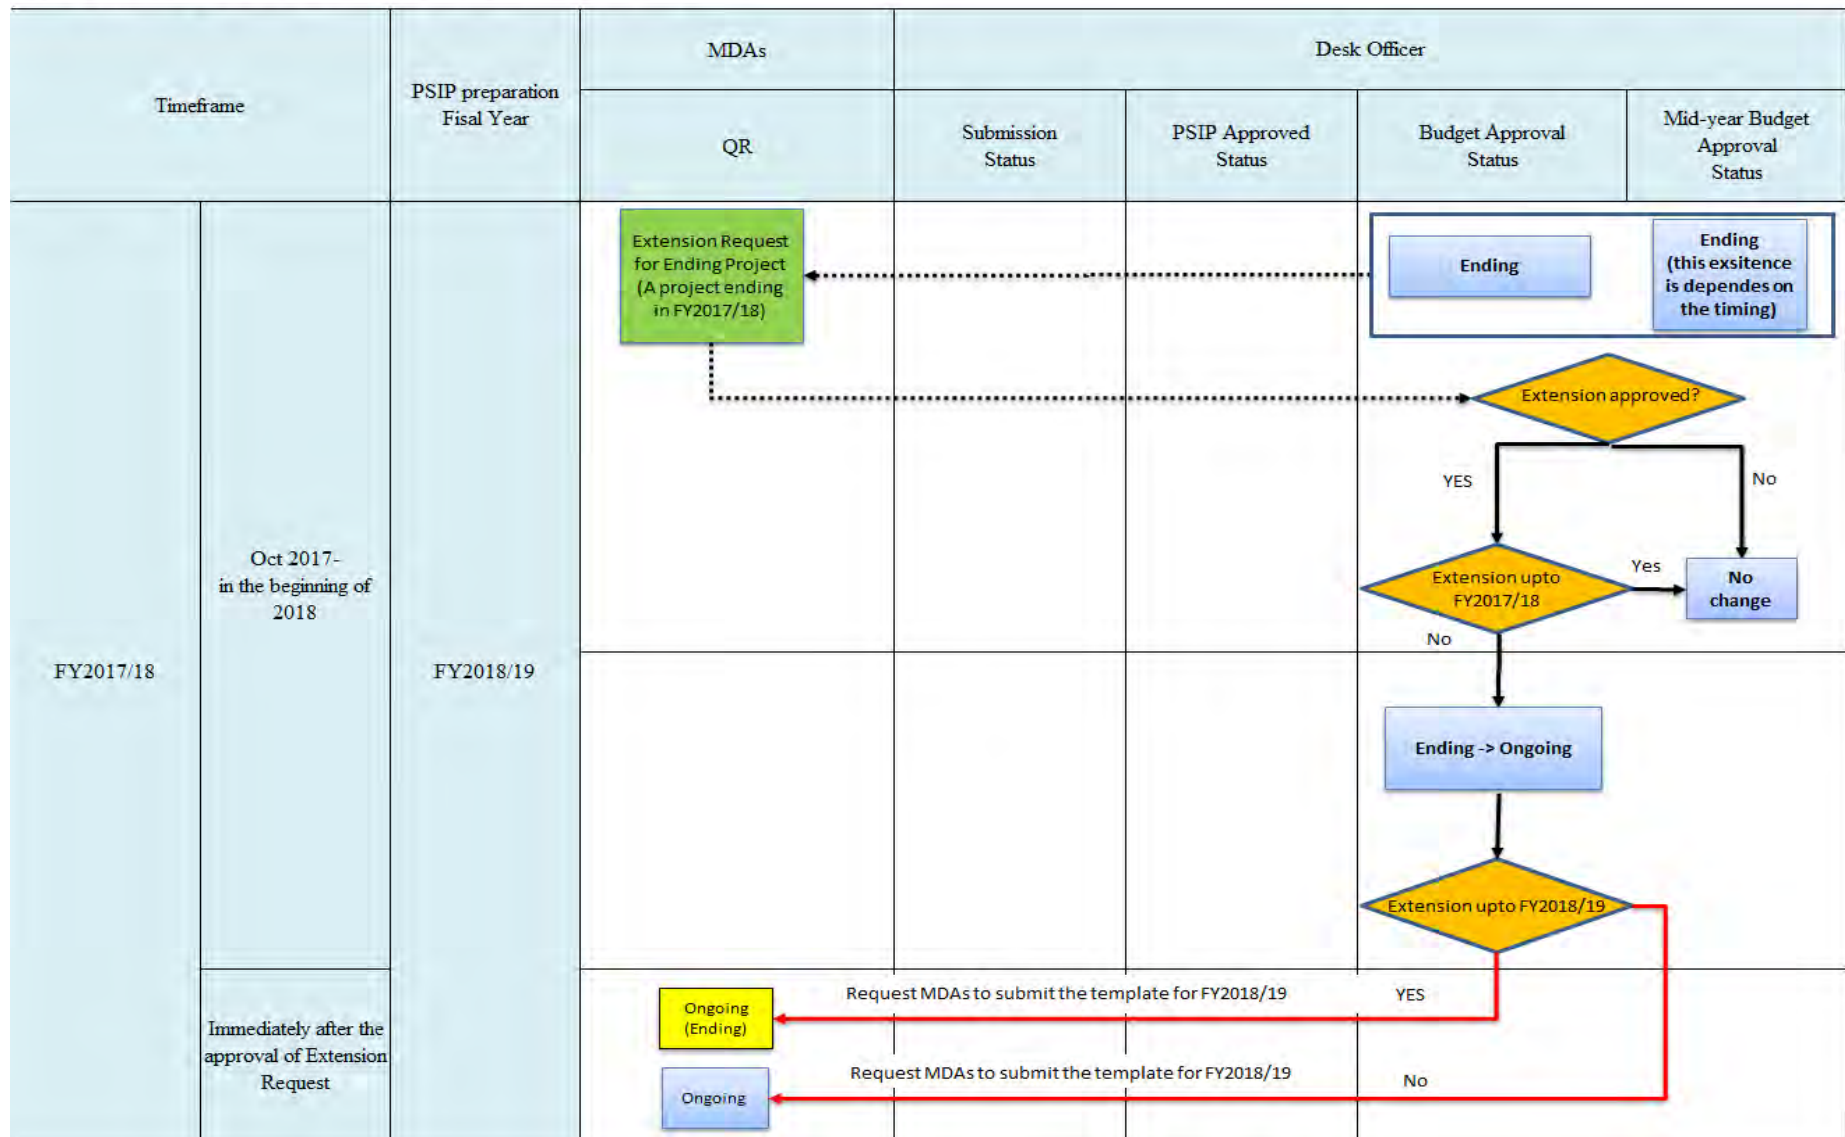 MDAs
Desk Officer
Timeframe
PSIP preparation
Fisal Year
QR
Submission
Status
PSIP Approved
Status
Budget Approval
Status
Mid-year Budget
Approval
Status
Extension Request
for Ending Project
(A project ending
in FY2017/18)
Ending
Ending
(this exsitence
is dependes on
the timing)
Extension approved?
YES
No
Oct 2017-
in the beginning of
2018
Extension upto
FY2017/18
Yes
No
change
No
FY2017/18
FY2018/19
Ending -> Ongoing
Extension upto FY2018/19
Immediately after the
approval of Extension
Request
Ongoing
(Ending)
Request MDAs to submit the template for FY2018/19
YES
Ongoing
Request MDAs to submit the template for FY2018/19
No